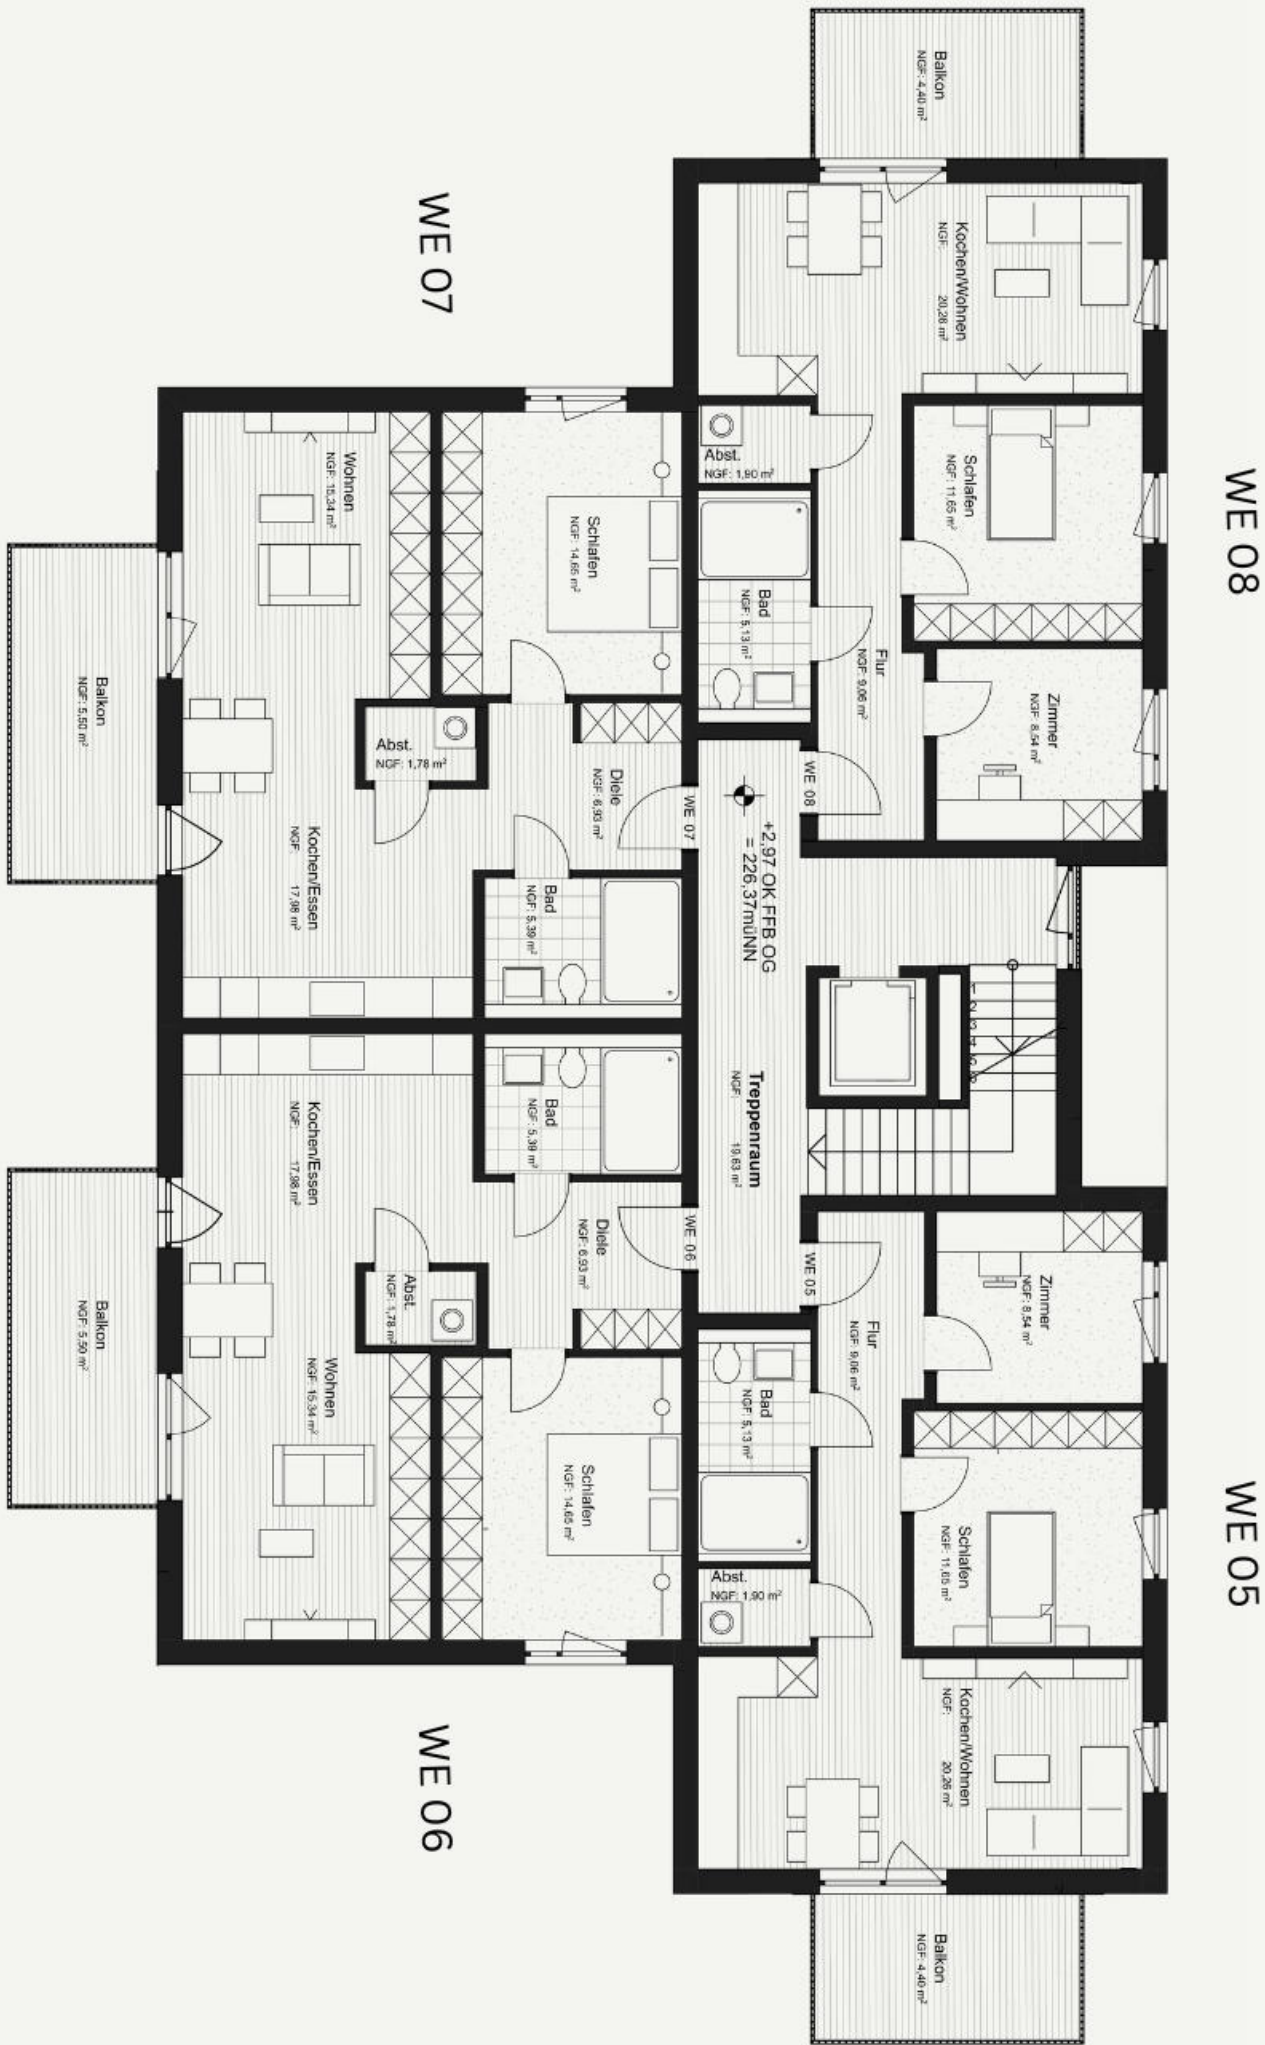 WE 08
Balkon
NGF: 4,40 m²
Kochen/Wohnen
NGF: 20,26 m²
Schlafen
NGF: 11,65 m²
Zimmer
NGF: 8,54 m²
Abst.
NGF: 1,90 m²
Bad
NGF: 5,13 m²
Flur
NGF: 9,06 m²
WE 08
WE 07
Wohnen
NGF: 15,34 m²
Schlafen
NGF: 14,65 m²
Balkon
NGF: 5,50 m²
Abst.
NGF: 1,78 m²
Diele
NGF: 6,93 m²
Kochen/Essen
NGF: 17,98 m²
Bad
NGF: 5,39 m²
WE 07
+2,97 OK FFB OG
= 226,37müNN
Treppenraum
NGF: 19,63 m²
1 2 3 4 5 6
WE 06
Kochen/Essen
NGF: 17,98 m²
Bad
NGF: 5,39 m²
Diele
NGF: 6,93 m²
Abst.
NGF: 1,78 m²
Balkon
NGF: 5,50 m²
Wohnen
NGF: 15,34 m²
Schlafen
NGF: 14,65 m²
WE 06
WE 05
Zimmer
NGF: 8,54 m²
Flur
NGF: 9,06 m²
Bad
NGF: 5,13 m²
Schlafen
NGF: 11,65 m²
Abst.
NGF: 1,90 m²
Kochen/Wohnen
NGF: 20,26 m²
Balkon
NGF: 4,40 m²
WE 05